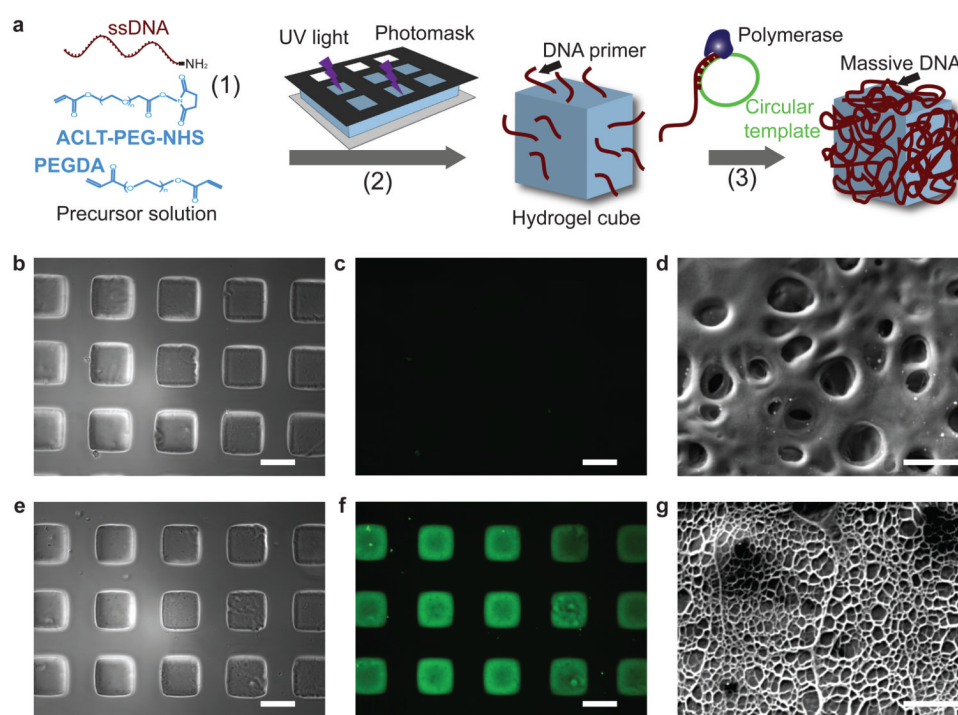 a
ssDNA
NH₂
(1)
O
O
O
O
n
O
N
O
O
ACLT-PEG-NHS
PEGDA
O
O
n
O
O
Precursor solution
UV light
Photomask
(2)
DNA primer
Hydrogel cube
Polymerase
Circular
template
(3)
Massive DNA
b
c
d
e
f
g